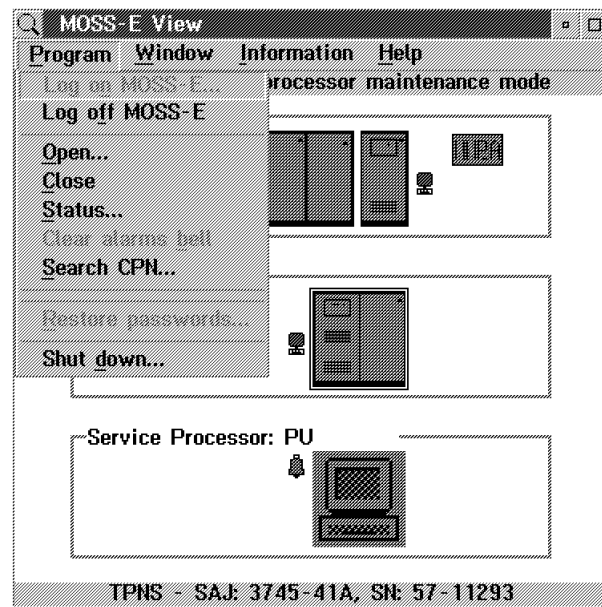 MOSS-E View
Program Window Information Help
processor maintenance mode
Log on MOSS-E...
Log off MOSS-E
Open...
Close
Status...
Clear alarms bell
Search CPN...
Restore passwords...
Shut down...
Service Processor: PU
TPNS - SAJ: 3745-41A, SN: 57-11293